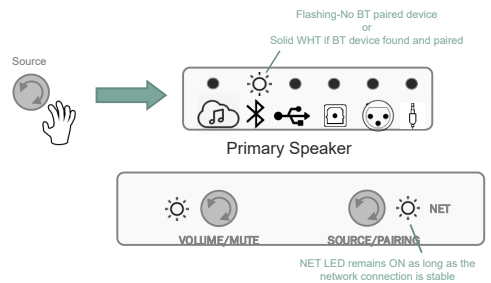 Flashing-No BT paired device
or
Solid WHT if BT device found and paired
Source
Primary Speaker
NET
VOLUME/MUTE
SOURCE/PAIRING
NET LED remains ON as long as the
network connection is stable